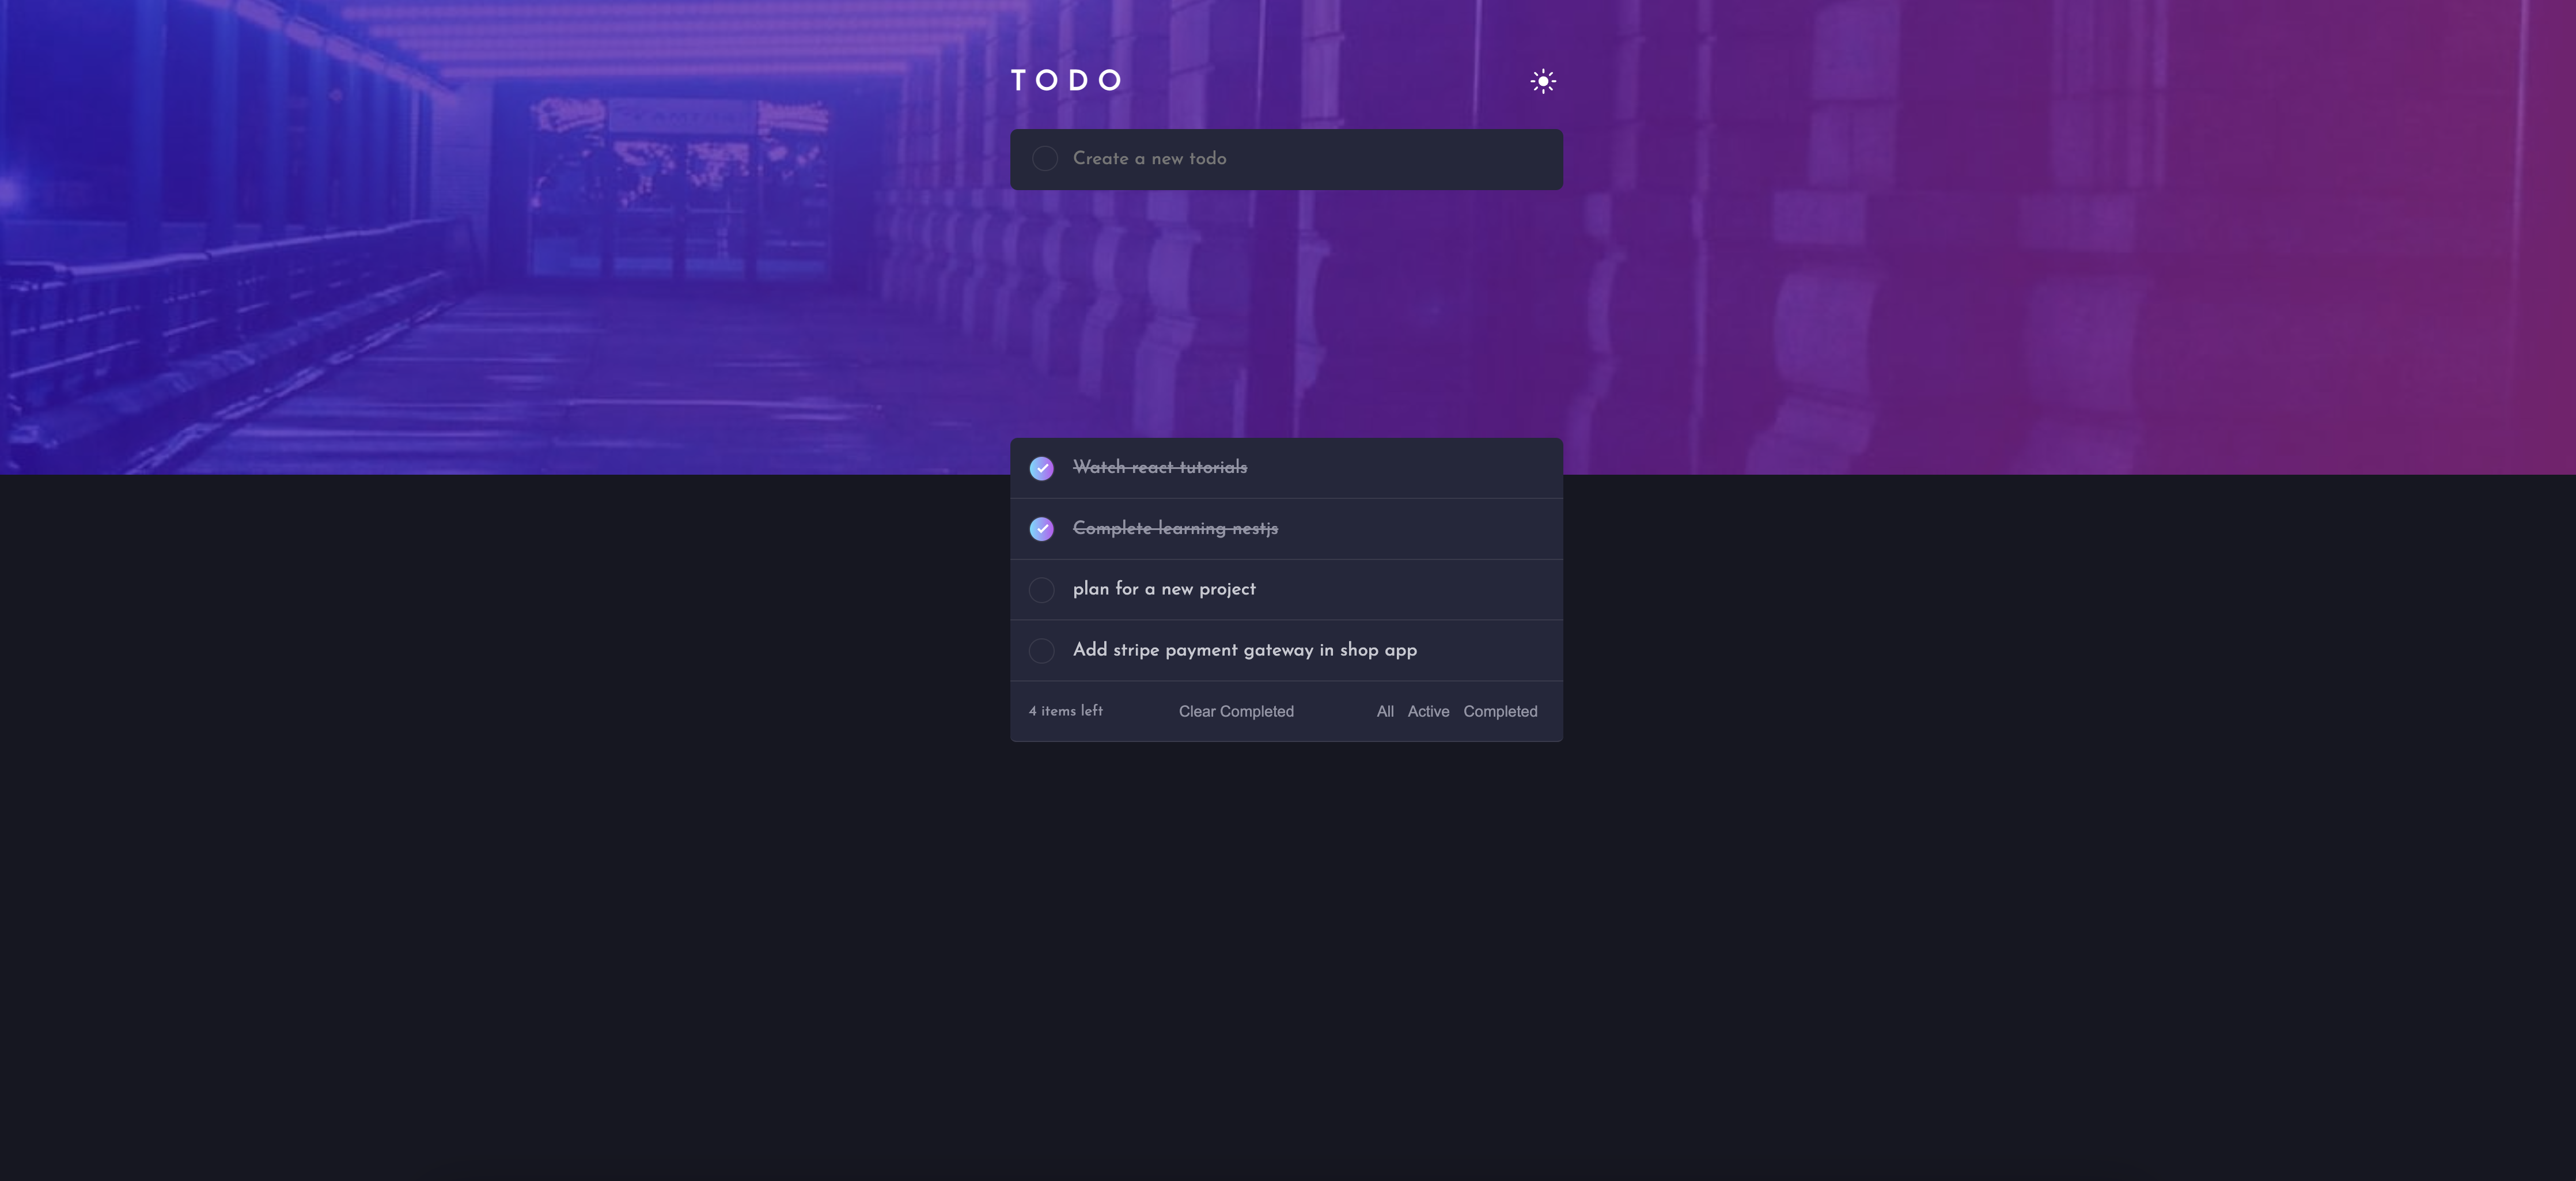 TODO
Create a new todo
Watch react tutorials
Complete learning nestjs
plan for a new project
Add stripe payment gateway in shop app
4 items left Clear Completed All Active Completed